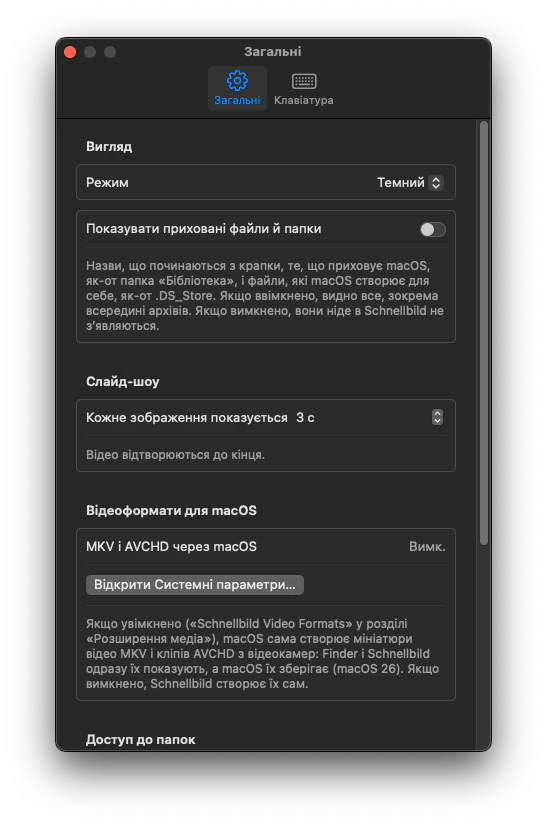 Загальні
Загальні
Клавіатура
Вигляд
Режим
Темний
Показувати приховані файли й папки
Назви, що починаються з крапки, те, що приховує macOS,
як-от папка «Бібліотека», і файли, які macOS створює для
себе, як-от .DS_Store. Якщо ввімкнено, видно все, зокрема
всередині архівів. Якщо вимкнено, вони ніде в Schnellbild не
з’являються.
Слайд-шоу
Кожне зображення показується 3 с
Відео відтворюються до кінця.
Відеоформати для macOS
MKV і AVCHD через macOS
Вимк.
Відкрити Системні параметри...
Якщо увімкнено («Schnellbild Video Formats» у розділі
«Розширення медіа»), macOS сама створює мініатюри
відео MKV і кліпів AVCHD з відеокамер: Finder і Schnellbild
одразу їх показують, а macOS їх зберігає (macOS 26). Якщо
вимкнено, Schnellbild створює їх сам.
Доступ до папок